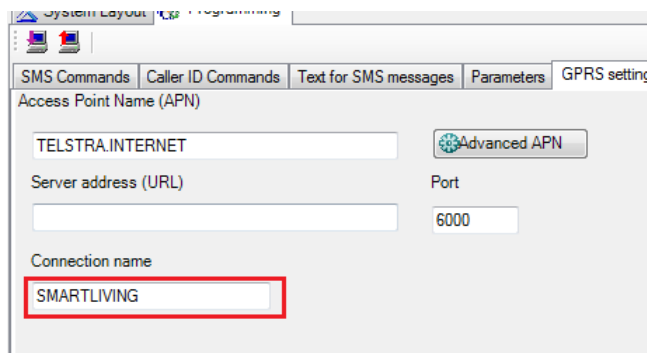 System Layout Programming
SMS Commands Caller ID Commands Text for SMS messages Parameters GPRS setting
Access Point Name (APN)
TELSTRA.INTERNET Advanced APN
Server address (URL) Port
6000
Connection name
SMARTLIVING